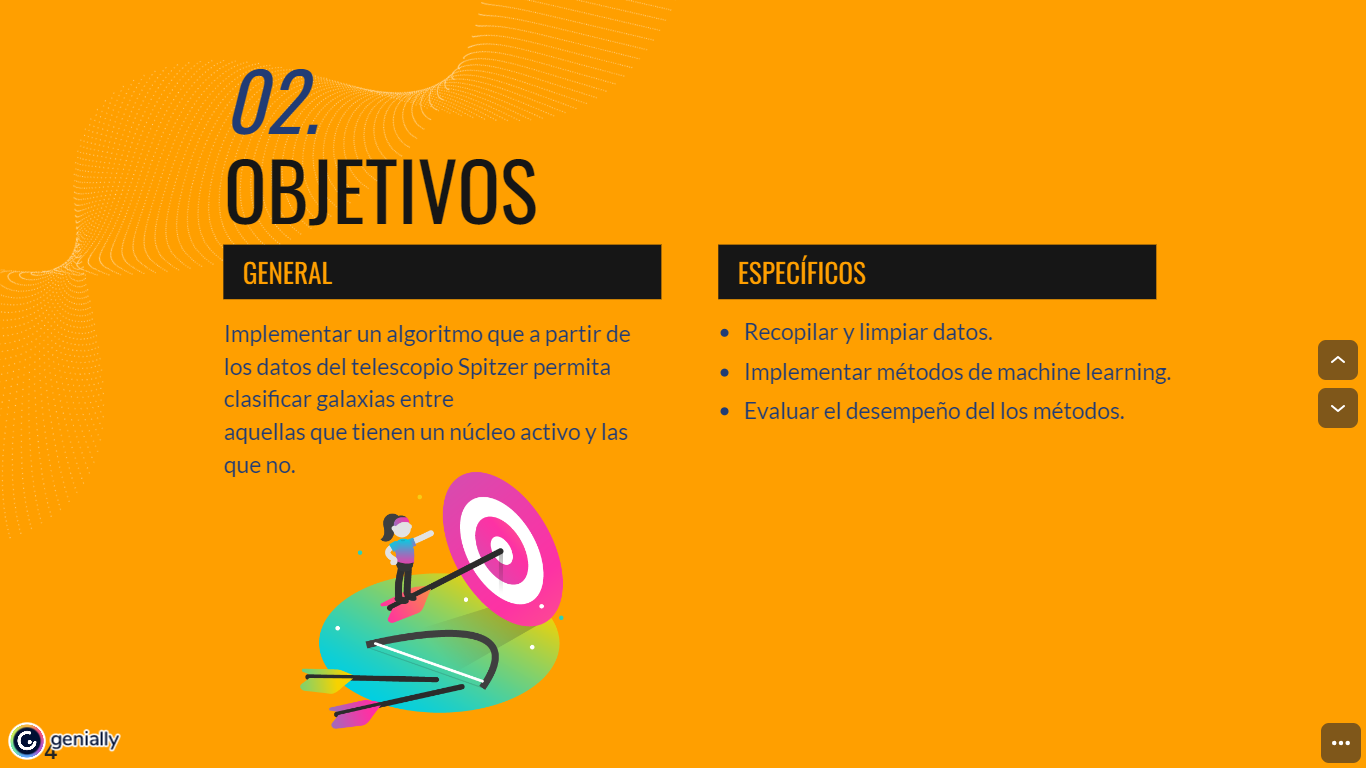 02.
OBJETIVOS
GENERAL
Implementar un algoritmo que a partir de
los datos del telescopio Spitzer permita
clasificar galaxias entre
aquellas que tienen un núcleo activo y las
que no.
ESPECÍFICOS
Recopilar y limpiar datos.
Implementar métodos de machine learning.
Evaluar el desempeño del los métodos.
genially
4